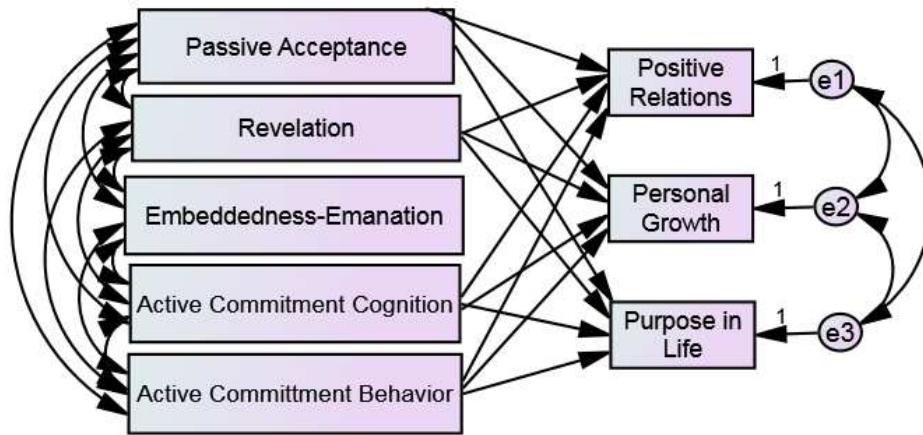 Passive Acceptance
Revelation
Embeddedness-Emanation
Active Commitment Cognition
Active Committment Behavior
Positive
Relations
1
e1
Personal
Growth
1
e2
Purpose in
Life
1
e3